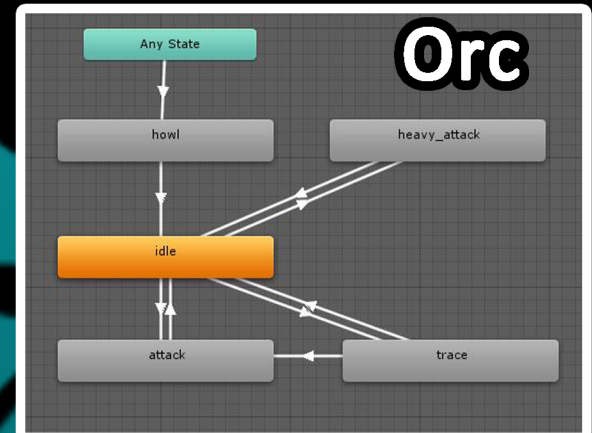 Any State
Orc
howl
heavy_attack
idle
attack
trace